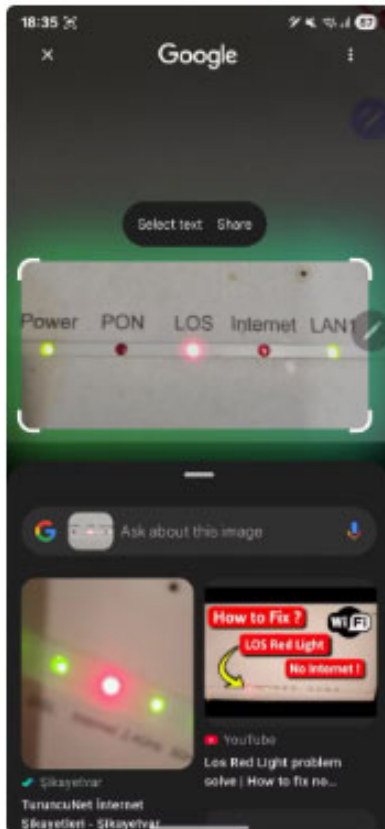 18:35
67
Google
Select text Share
Power PON LOS Internet LAN1
Ask about this image
How to Fix ?
WiFi
LOS Red Light
No Internet !
YouTube
Los Red Light problem
solve | How to fix no...
Şikayetvar
TuruncuNet İnternet
Şikayetleri - Şikayetvar